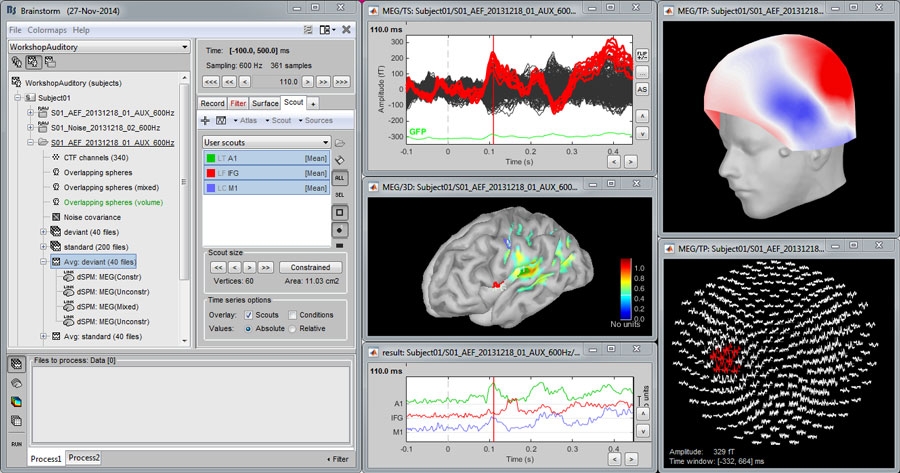 Brainstorm (27-Nov-2014)
File Colormaps Help
WorkshopAuditory
WorkshopAuditory (subjects)
Subject01
S01_AEF_20131218_01_AUX_600Hz
S01_Noise_20131218_02_600Hz
S01_AEF_20131218_01_AUX_600Hz
CTF channels (340)
Overlapping spheres
Overlapping spheres (mixed)
Overlapping spheres (volume)
Noise covariance
deviant (40 files)
standard (200 files)
Avg: deviant (40 files)
dSPM: MEG(Constr)
dSPM: MEG(Unconstr)
dSPM: MEG(Mixed)
dSPM: MEG(Unconstr)
Avg: standard (40 files)
Time: [-100.0, 500.0] ms
Sampling: 600 Hz 361 samples
<<< << < 110.0 > >> >>>
Record Filter Surface Scout +
Atlas Scout Sources
User scouts
LT A1 [Mean]
LF IFG [Mean]
LC M1 [Mean]
ALL
SEL
Scout size
<< < > >> Constrained
Vertices: 60 Area: 11.03 cm2
Time series options
Overlay: Scouts Conditions
Values: Absolute Relative
Files to process: Data [0]
RUN
Process1 Process2
Filter
MEG/TS: Subject01/S01_AEF_20131218_01_AUX_600...
110.0 ms
Amplitude (fT)
300
200
100
0
-100
-200
-300
GFP
-0.1 0 0.1 0.2 0.3 0.4
Time (s)
FLIP
+/-
...
AS
< >
MEG/3D: Subject01/S01_AEF_20131218_01_AUX_600...
1.0
0.8
0.6
0.4
0.2
0.0
No units
result: Subject01/S01_AEF_20131218_01_AUX_600Hz/...
110.0 ms
A1
IFG
M1
units
-0.1 0 0.1 0.2 0.3 0.4
Time (s)
< >
MEG/TP: Subject01/S01_AEF_20131218...
MEG/TP: Subject01/S01_AEF_20131218...
Amplitude: 329 fT
Time window: [-332, 664] ms